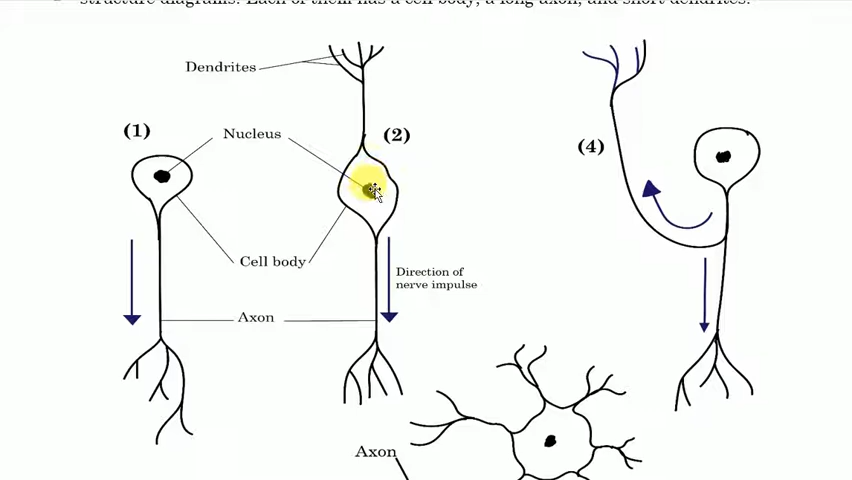 structure diagrams. Each of them has a cell body, a long axon, and short dendrites.
Dendrites
(1)
Nucleus
(2)
(4)
Cell body
Direction of
nerve impulse
Axon
Axon